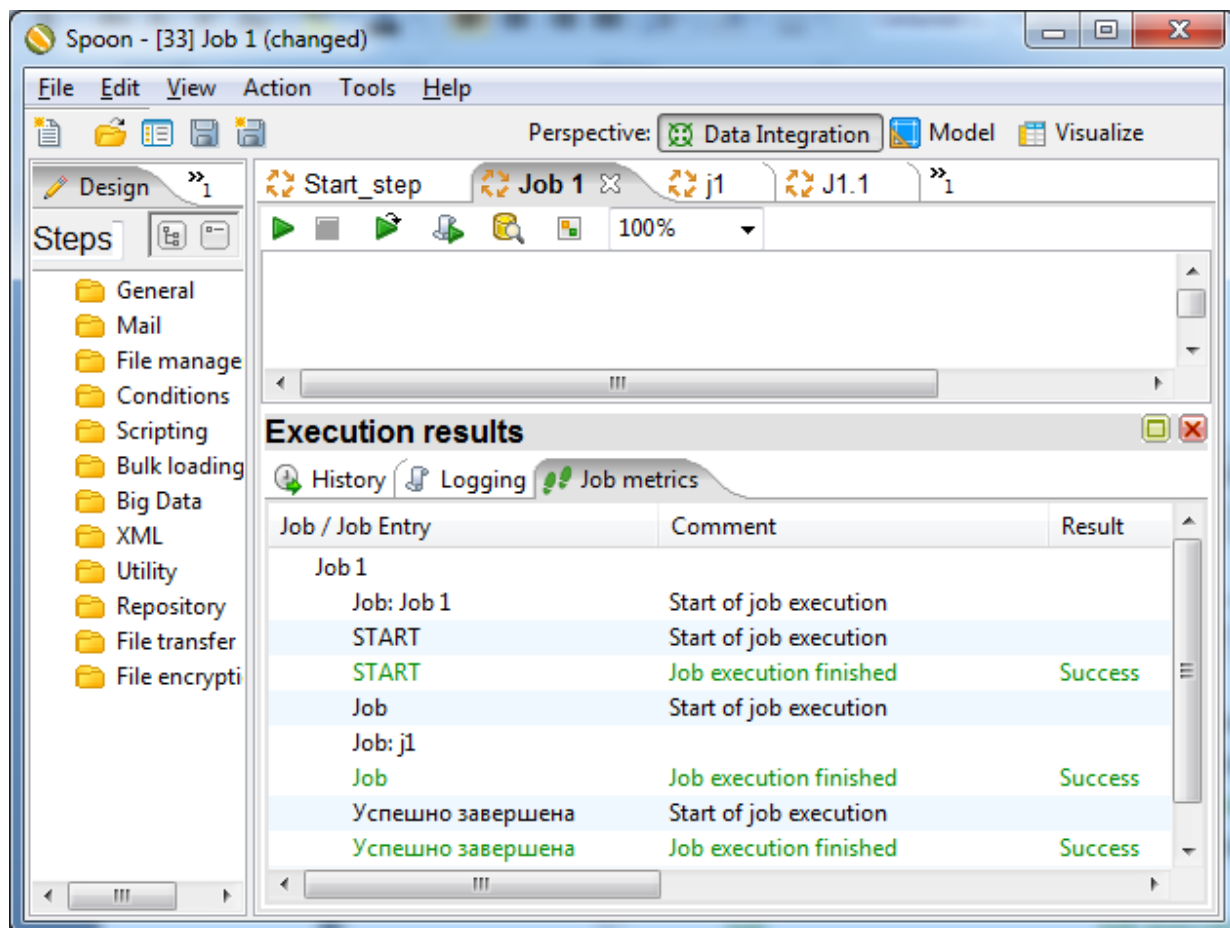 Spoon - [33] Job 1 (changed)
File Edit View Action Tools Help
Perspective: Data Integration Model Visualize
Design »1 Start_step Job 1 j1 J1.1 »1
Steps 100%
General
Mail
File manage
Conditions
Scripting
Bulk loading
Big Data
XML
Utility
Repository
File transfer
File encrypti
Execution results
History Logging Job metrics
Job / Job Entry Comment Result
Job 1
Job: Job 1 Start of job execution
START Start of job execution
START Job execution finished Success
Job Start of job execution
Job: j1
Job Job execution finished Success
Успешно завершена Start of job execution
Успешно завершена Job execution finished Success